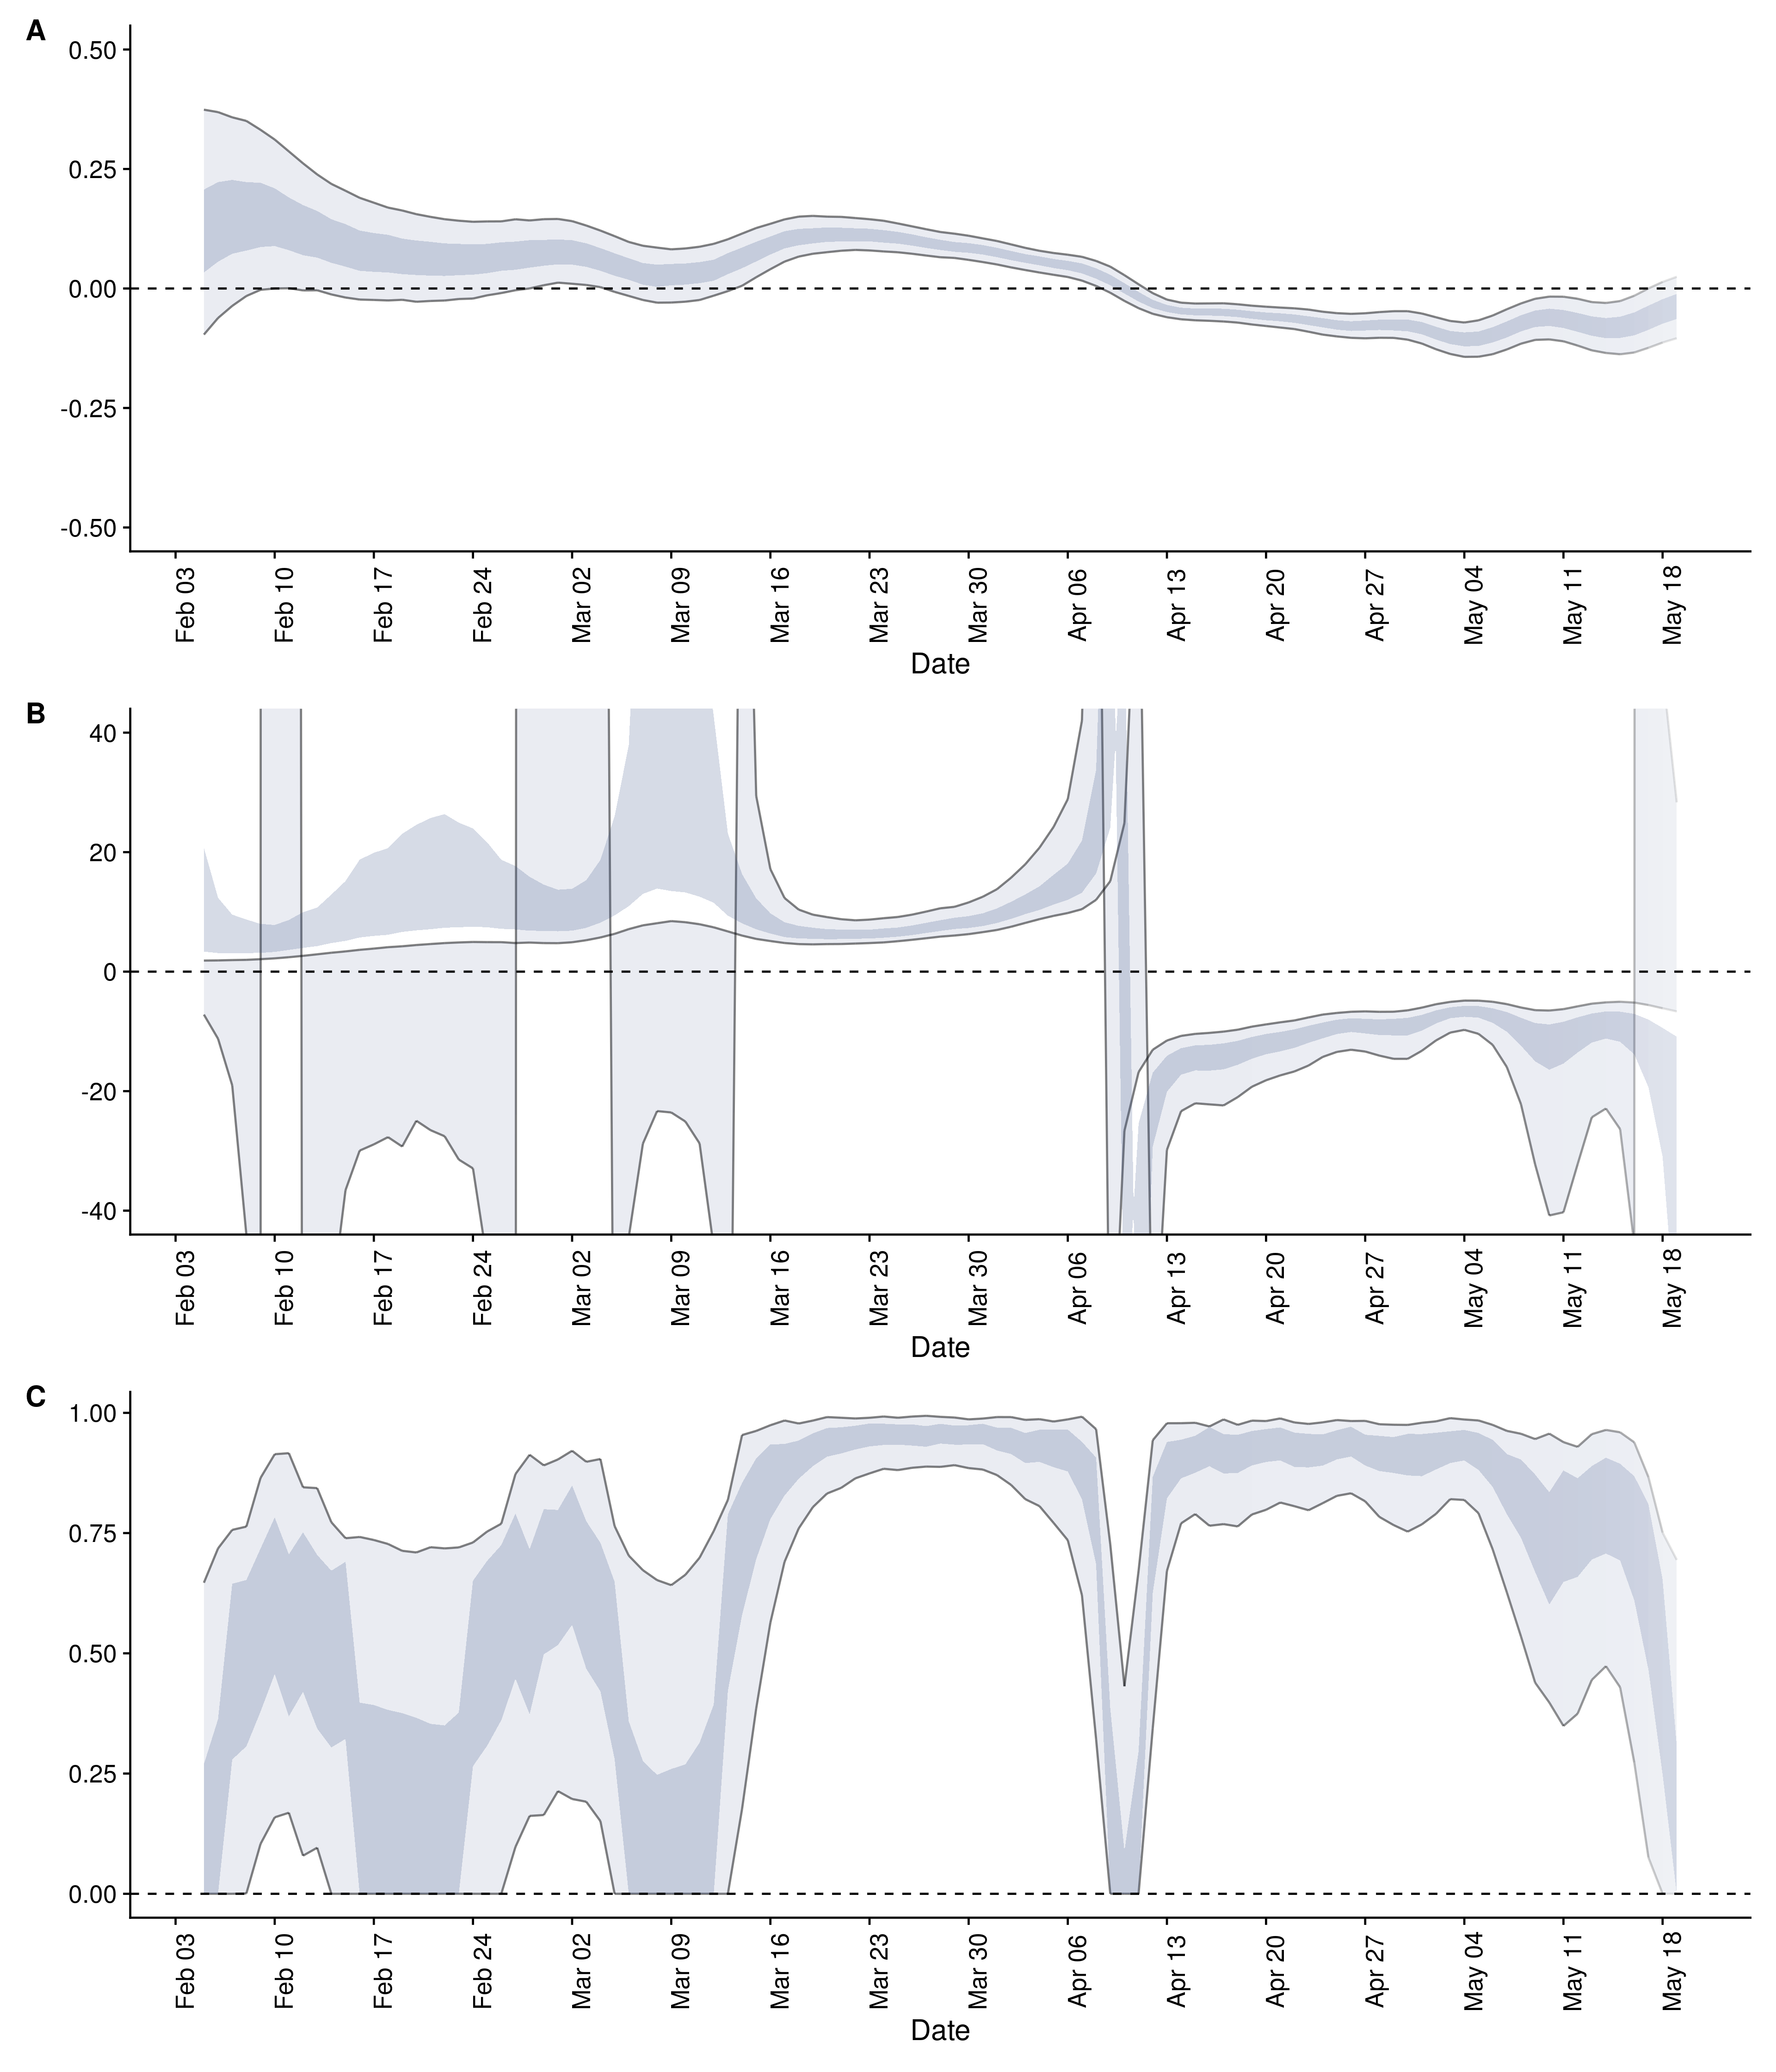 A
0.50
0.25
0.00
-0.25
-0.50
Feb 03
Feb 10
Feb 17
Feb 24
Mar 02
Mar 09
Mar 16
Mar 23
Mar 30
Apr 06
Apr 13
Apr 20
Apr 27
May 04
May 11
May 18
Date
B
40
20
0
-20
-40
Feb 03
Feb 10
Feb 17
Feb 24
Mar 02
Mar 09
Mar 16
Mar 23
Mar 30
Apr 06
Apr 13
Apr 20
Apr 27
May 04
May 11
May 18
Date
C
1.00
0.75
0.50
0.25
0.00
Feb 03
Feb 10
Feb 17
Feb 24
Mar 02
Mar 09
Mar 16
Mar 23
Mar 30
Apr 06
Apr 13
Apr 20
Apr 27
May 04
May 11
May 18
Date